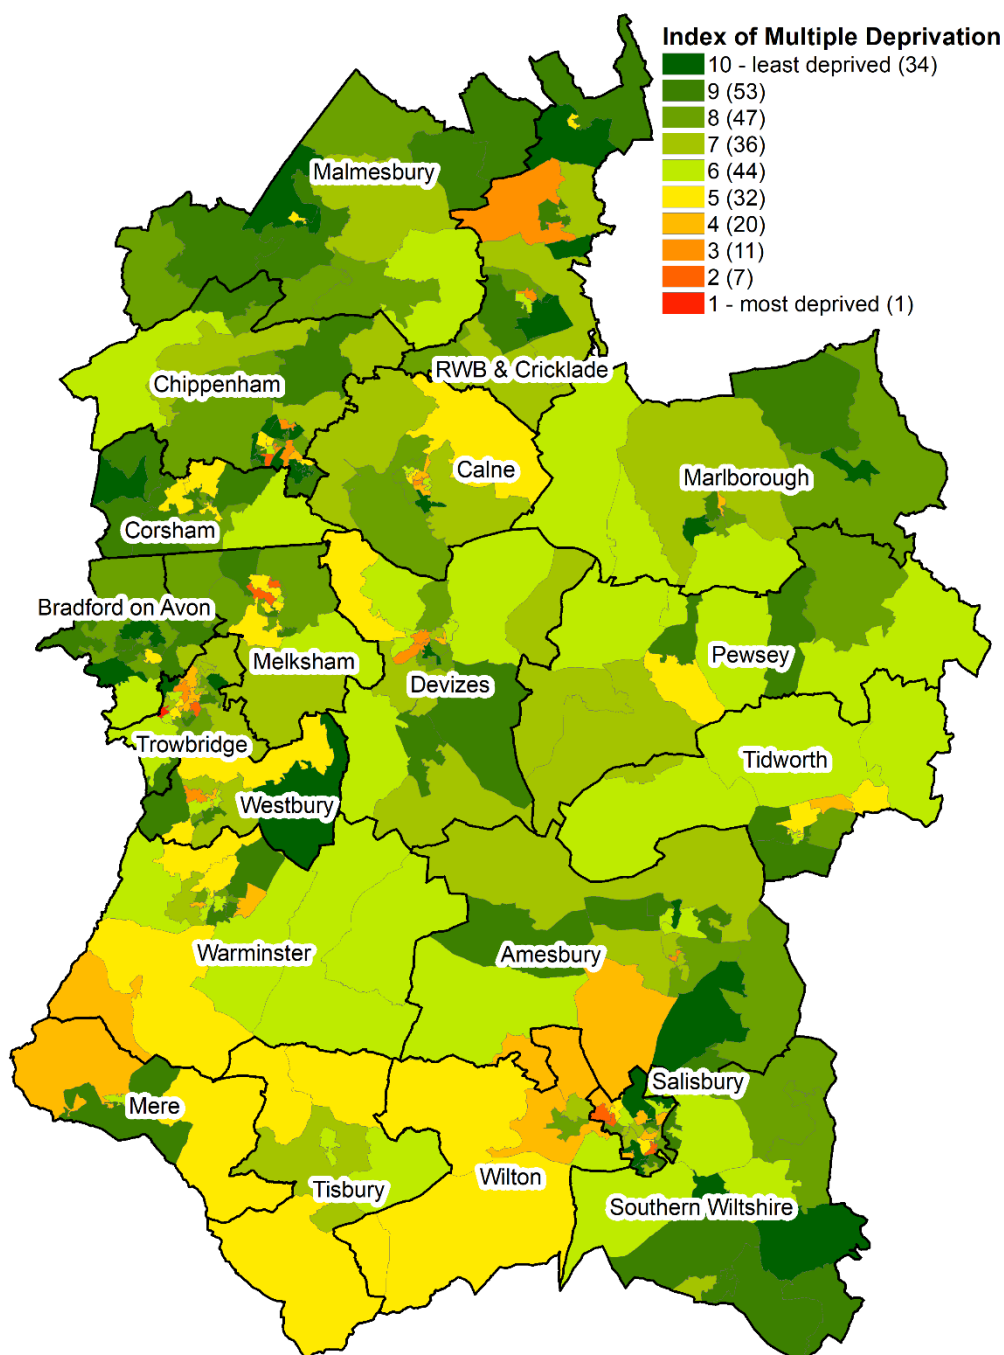 Index of Multiple Deprivation
10 - least deprived (34)
9 (53)
8 (47)
7 (36)
6 (44)
5 (32)
4 (20)
3 (11)
2 (7)
1 - most deprived (1)
Malmesbury
RWB & Cricklade
Chippenham
Calne
Marlborough
Corsham
Bradford on Avon
Melksham
Devizes
Pewsey
Trowbridge
Tidworth
Westbury
Warminster
Amesbury
Salisbury
Mere
Tisbury
Wilton
Southern Wiltshire